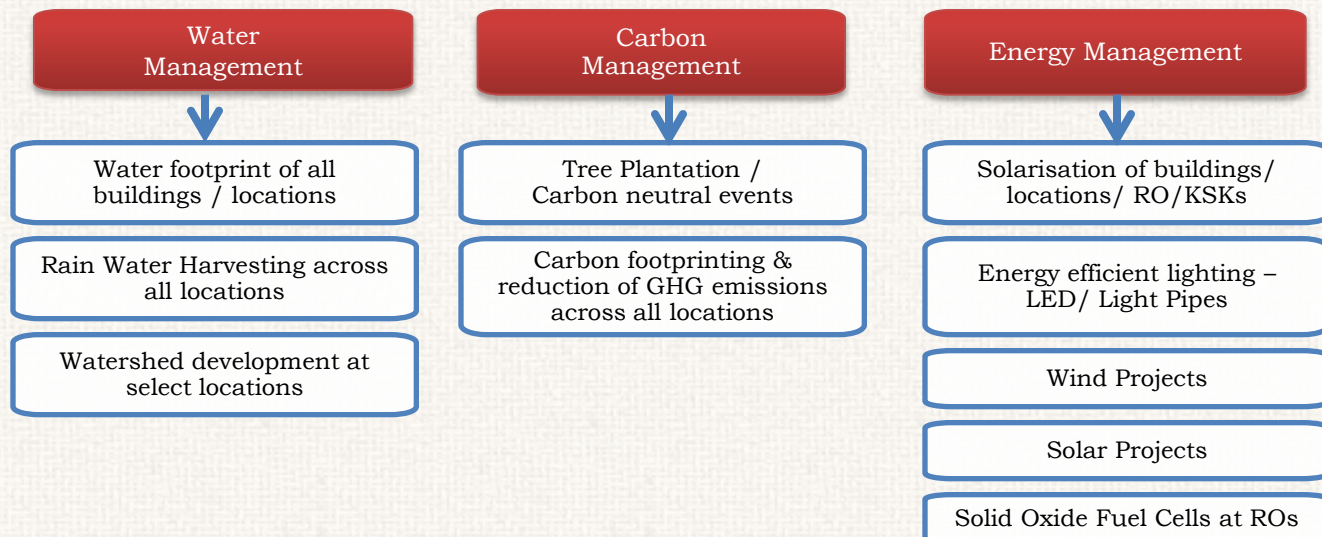 Water
Management
Water footprint of all
buildings / locations
Rain Water Harvesting across
all locations
Watershed development at
select locations
Carbon
Management
Tree Plantation /
Carbon neutral events
Carbon footprinting &
reduction of GHG emissions
across all locations
Energy Management
Solarisation of buildings/
locations/ RO/KSKs
Energy efficient lighting –
LED/ Light Pipes
Wind Projects
Solar Projects
Solid Oxide Fuel Cells at ROs